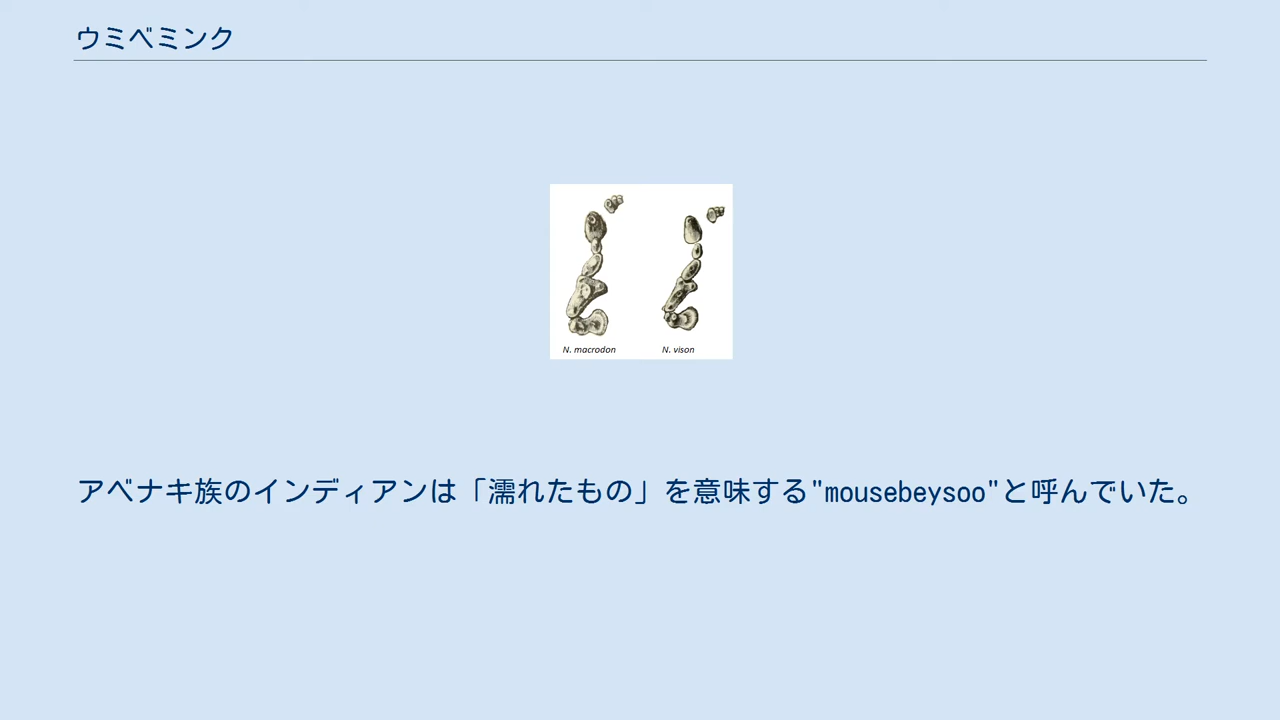 ウミベミンク
N. macrodon N. vison
アベナキ族のインディアンは「濡れたもの」を意味する"mousebeysoo"と呼んでいた。